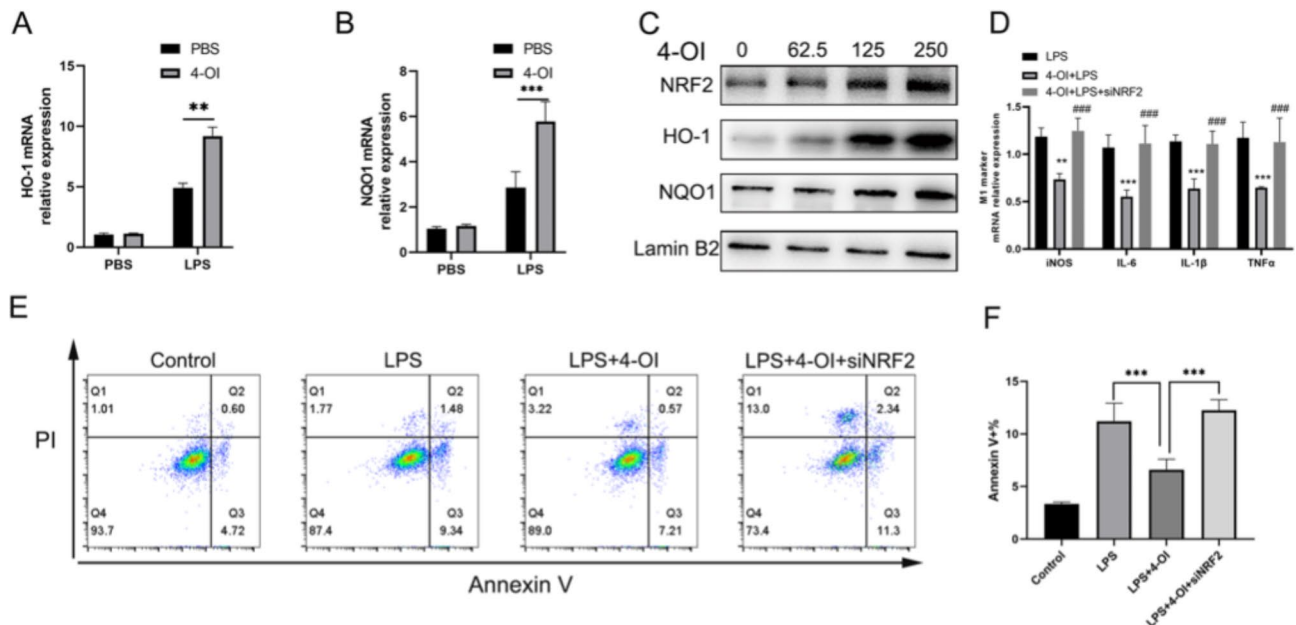 A
PBS
4-OI
HO-1 mRNA
relative expression
15
10
5
0
**
PBS
LPS
B
PBS
4-OI
NQO1 mRNA
relative expression
8
6
4
2
0
***
PBS
LPS
C
4-OI 0 62.5 125 250
NRF2
HO-1
NQO1
Lamin B2
D
LPS
4-OI+LPS
4-OI+LPS+siNRF2
M1 marker
mRNA relative expression
1.5
1.0
0.5
0.0
** ### *** ### *** ### *** ###
iNOS IL-6 IL-1β TNFα
E
PI
Control
Q1 Q2
1.01 0.60
Q4 Q3
93.7 4.72
LPS
Q1 Q2
1.77 1.48
Q4 Q3
87.4 9.34
LPS+4-OI
Q1 Q2
3.22 0.57
Q4 Q3
89.0 7.21
LPS+4-OI+siNRF2
Q1 Q2
13.0 2.34
Q4 Q3
73.4 11.3
Annexin V
F
Annexin V+%
15
10
5
0
*** ***
Control
LPS
LPS+4-OI
LPS+4-OI+siNRF2